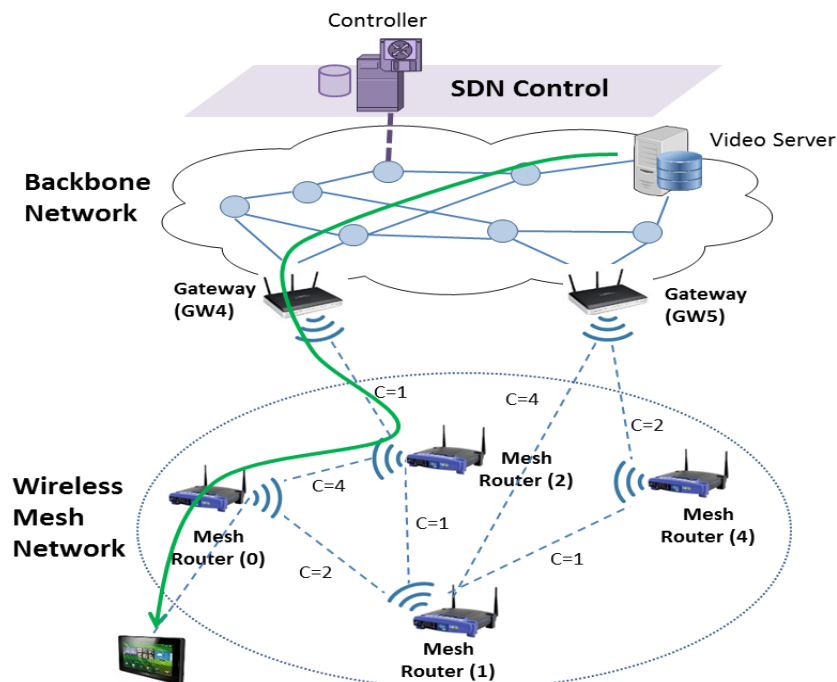 Controller
SDN Control
Video Server
Backbone
Network
Gateway
(GW4)
Gateway
(GW5)
C=1
C=4
C=2
Mesh
Router (2)
C=4
Wireless
Mesh
Network
Mesh
Router (0)
C=1
Mesh
Router (4)
C=2
C=1
Mesh
Router (1)